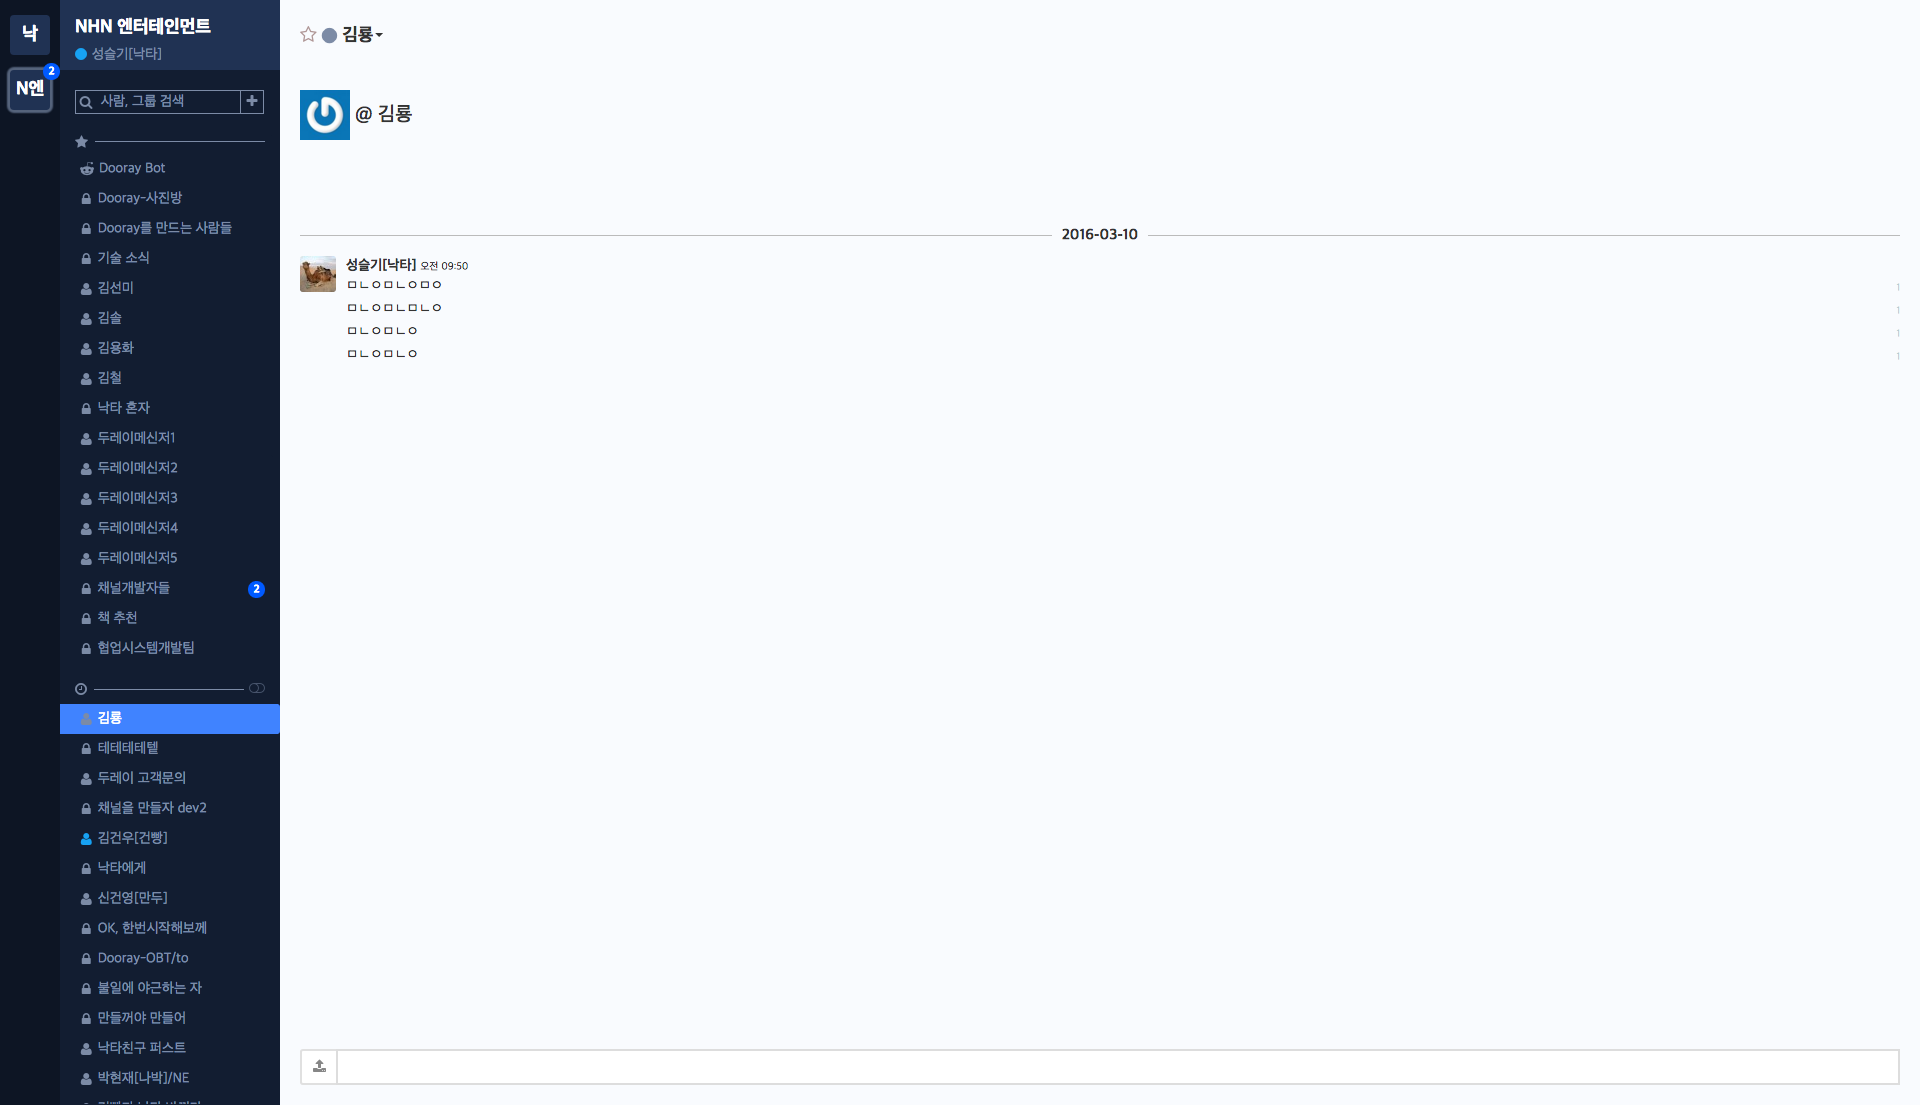 낙
N엔
2
NHN 엔터테인먼트
성슬기[낙타]
사람, 그룹 검색
Dooray Bot
Dooray-사진방
Dooray를 만드는 사람들
기술 소식
김선미
김솔
김용화
김철
낙타 혼자
두레이메신저1
두레이메신저2
두레이메신저3
두레이메신저4
두레이메신저5
채널개발자들
2
책 추천
협업시스템개발팀
김룡
테테테테텔
두레이 고객문의
채널을 만들자 dev2
김건우[건빵]
낙타에게
신건영[만두]
OK, 한번시작해보께
Dooray-OBT/to
불일에 야근하는 자
만들꺼야 만들어
낙타친구 퍼스트
박현재[나박]/NE
김룡
@ 김룡
2016-03-10
성슬기[낙타] 오전 09:50
ㅁㄴㅇㅁㄴㅇㅁㅇ
1
ㅁㄴㅇㅁㄴㅁㄴㅇ
1
ㅁㄴㅇㅁㄴㅇ
1
ㅁㄴㅇㅁㄴㅇ
1